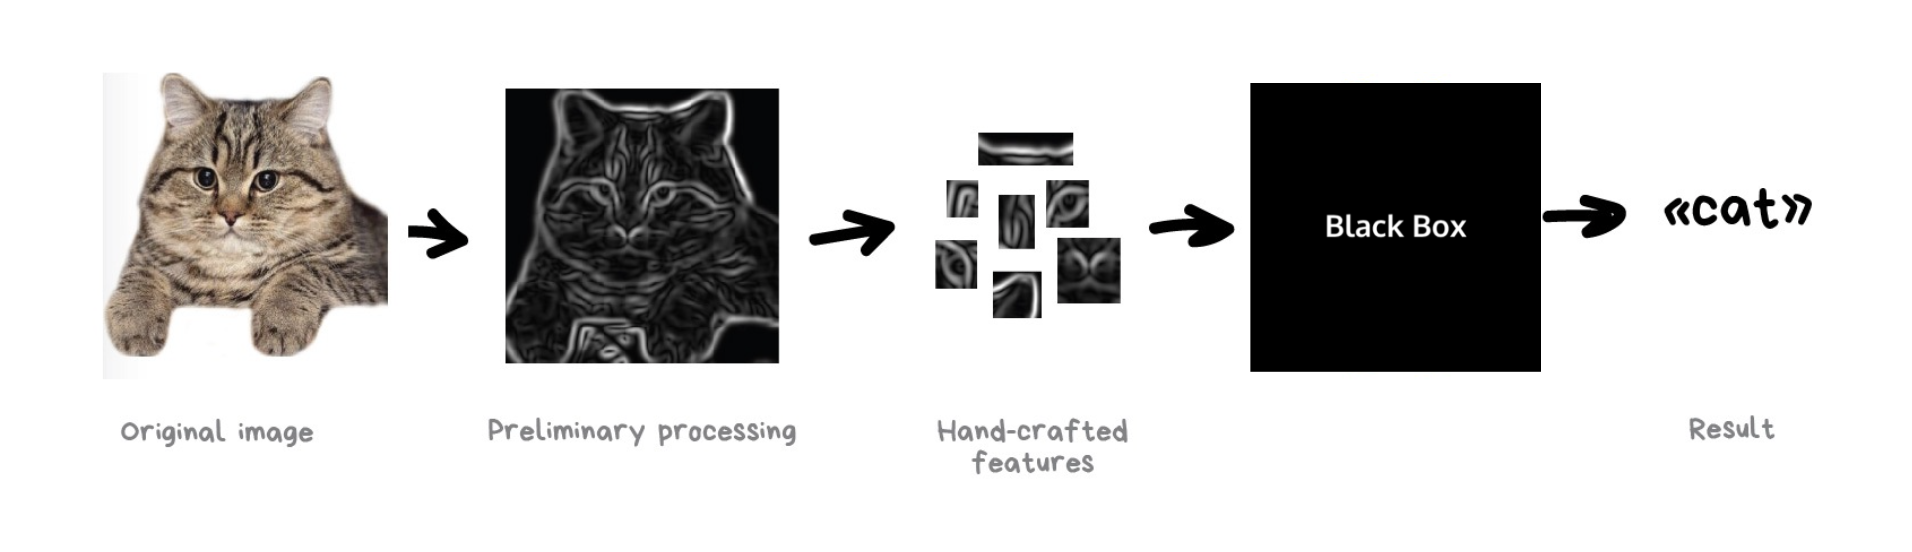 Black Box
«cat»
Original image
Preliminary processing
Hand-crafted
features
Result